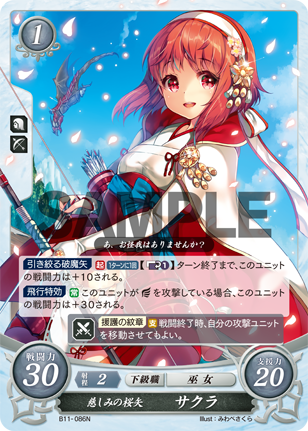 1
SAMPLE
あ、お怪我はありませんか?
引き絞る破魔矢 起 1ターンに1回 1 ターン終了まで、このユニット
の戦闘力は+10される。
飛行特効 常 このユニットが を攻撃している場合、このユニット
の戦闘力は+30される。
援護の紋章 支 戦闘終了時、自分の攻撃ユニット
を移動させてもよい。
戦闘力 30
射程 2
下級職
巫女
支援力 20
慈しみの桜矢 サクラ
B11-086N
Illust:みわべさくら